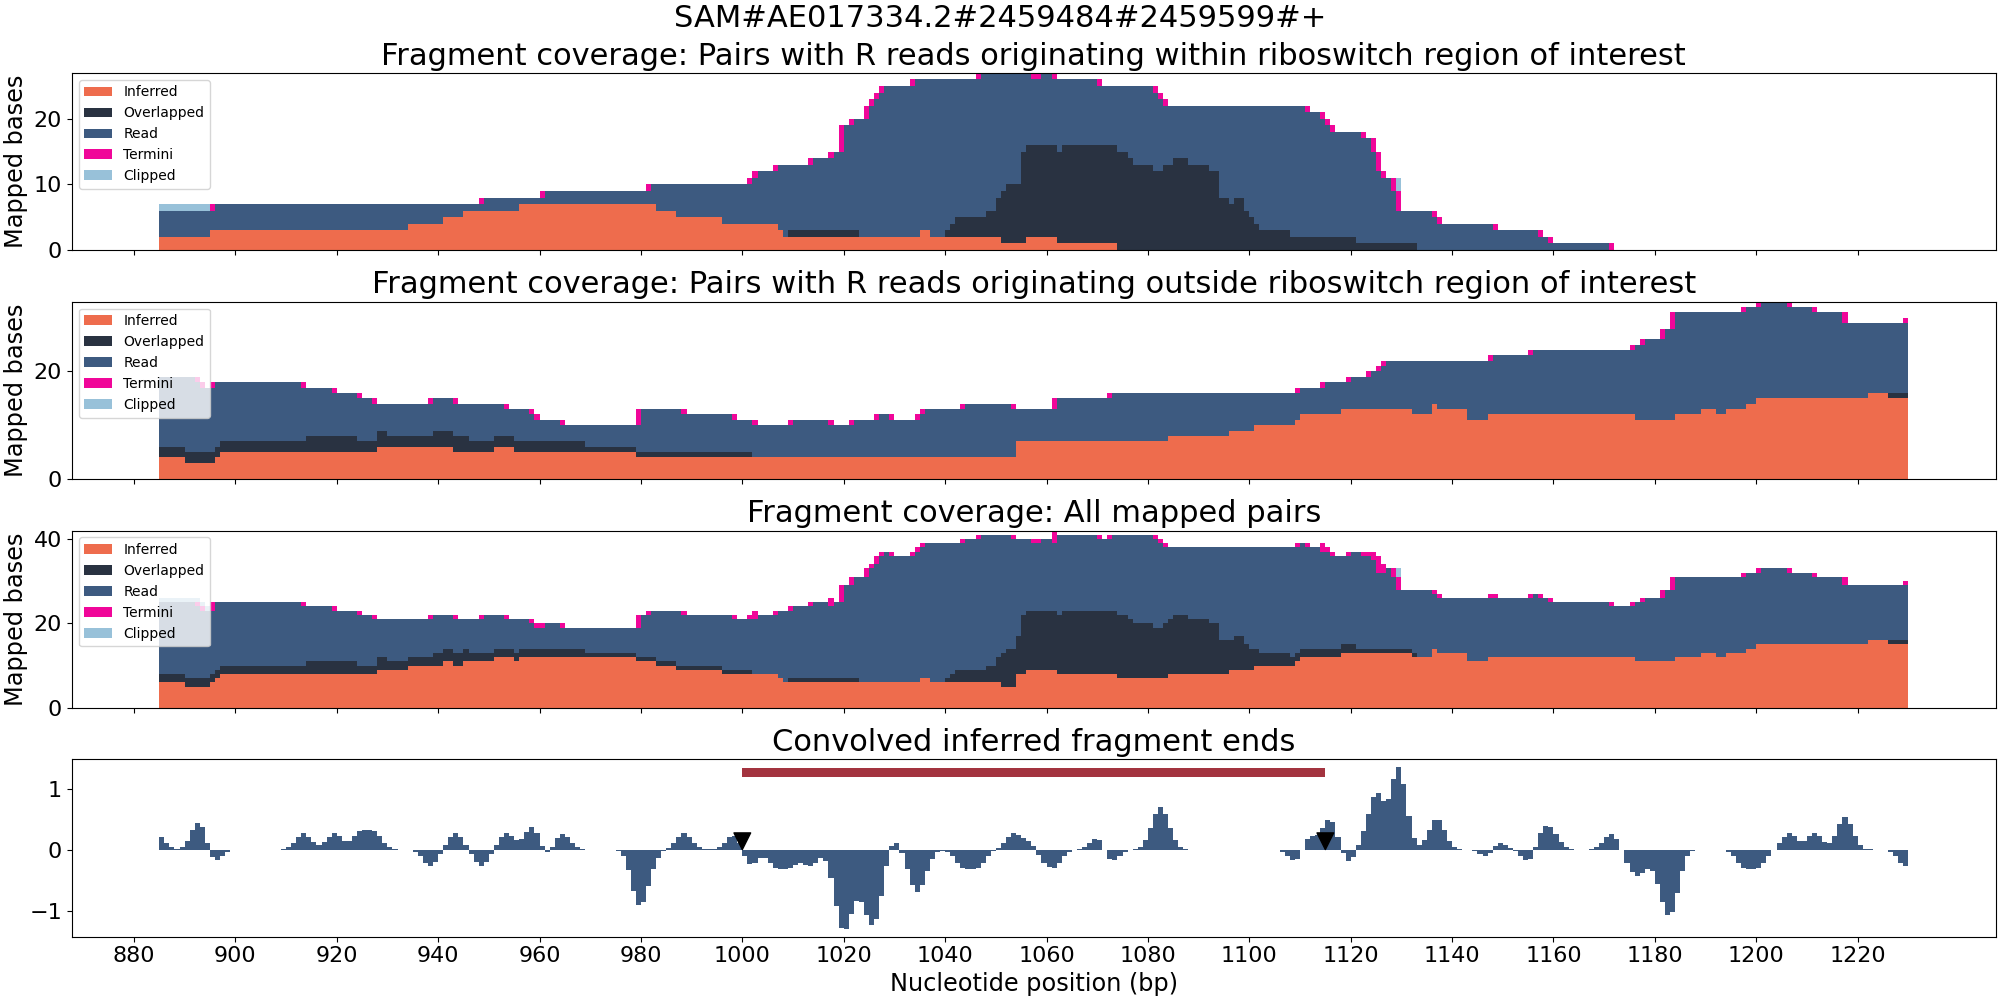 SAM#AE017334.2#2459484#2459599#+
Fragment coverage: Pairs with R reads originating within riboswitch region of interest
Mapped bases
20
10
0
Inferred
Overlapped
Read
Termini
Clipped
Fragment coverage: Pairs with R reads originating outside riboswitch region of interest
Mapped bases
20
0
Inferred
Overlapped
Read
Termini
Clipped
Fragment coverage: All mapped pairs
Mapped bases
40
20
0
Inferred
Overlapped
Read
Termini
Clipped
Convolved inferred fragment ends
1
0
−1
880 900 920 940 960 980 1000 1020 1040 1060 1080 1100 1120 1140 1160 1180 1200 1220
Nucleotide position (bp)